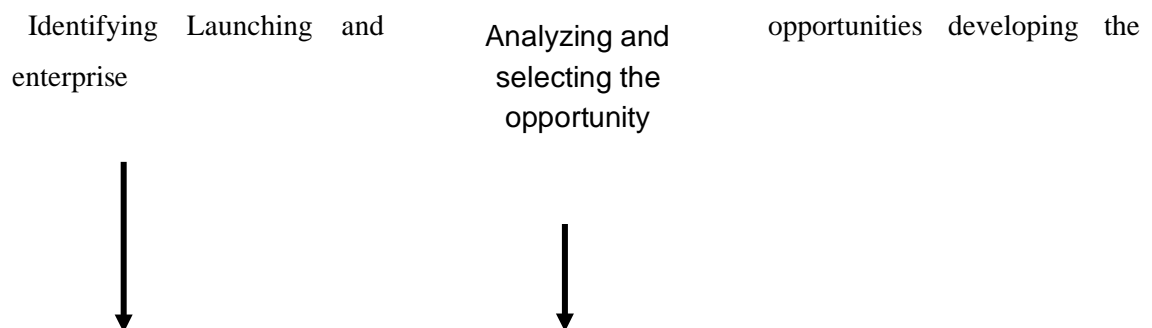 Identifying Launching and
enterprise
Analyzing and
selecting the
opportunity
opportunities developing the